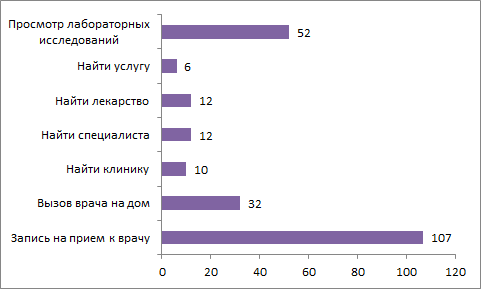 Просмотр лабораторных
исследований
52
Найти услугу
6
Найти лекарство
12
Найти специалиста
12
Найти клинику
10
Вызов врача на дом
32
Запись на прием к врачу
107
0 20 40 60 80 100 120